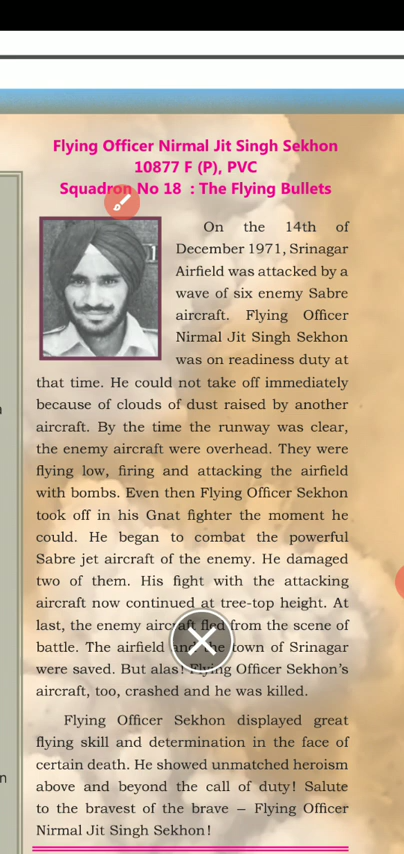 Flying Officer Nirmal Jit Singh Sekhon
10877 F (P), PVC
Squadron No 18 : The Flying Bullets
On the 14th of
December 1971, Srinagar
Airfield was attacked by a
wave of six enemy Sabre
aircraft. Flying Officer
Nirmal Jit Singh Sekhon
was on readiness duty at
that time. He could not take off immediately
because of clouds of dust raised by another
aircraft. By the time the runway was clear,
the enemy aircraft were overhead. They were
flying low, firing and attacking the airfield
with bombs. Even then Flying Officer Sekhon
took off in his Gnat fighter the moment he
could. He began to combat the powerful
Sabre jet aircraft of the enemy. He damaged
two of them. His fight with the attacking
aircraft now continued at tree-top height. At
last, the enemy aircraft fled from the scene of
battle. The airfield and the town of Srinagar
were saved. But alas! Flying Officer Sekhon's
aircraft, too, crashed and he was killed.
Flying Officer Sekhon displayed great
flying skill and determination in the face of
certain death. He showed unmatched heroism
above and beyond the call of duty! Salute
to the bravest of the brave – Flying Officer
Nirmal Jit Singh Sekhon!